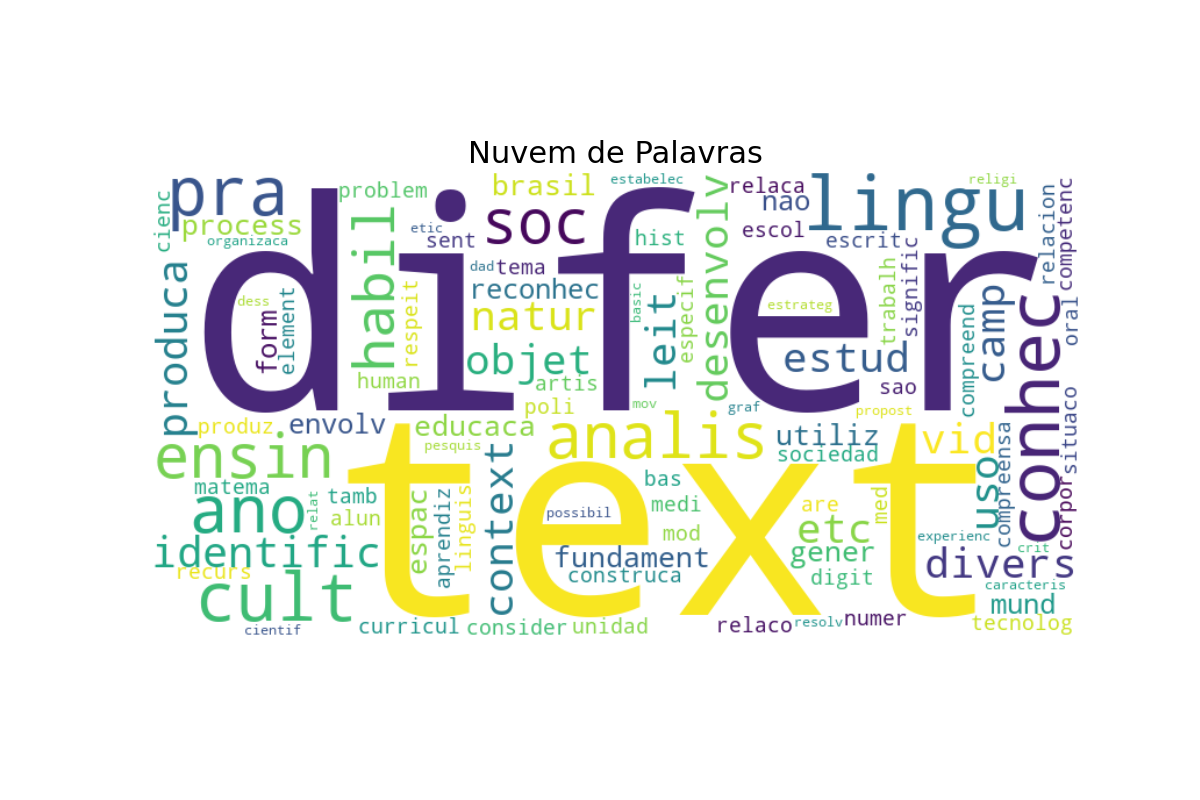 Nuvem de Palavras
difer
text
pra
process
organizaca
cienc
produca
problem
habil
etic
sent
brasil
soc
estabelec
hist
dad
tema
reconhec
natur
objet
artis
poli
basic
leit
especif
desenvolv
relaca
nao
escol
lingu
escrit
religi
relacion
competenc
trabalh
signific
estrateg
estud
sao
compreend
camp
conhec
oral
dess
form
element
respeit
human
produz
envolv
educaca
pesquis
mov
graf
propost
analis
utiliz
sociedad
vid
uso
compreensa
situaco
corpor
ensin
matema
ano
relat
tamb
alun
espac
aprendiz
linguis
context
possibil
bas
medi
mod
are
med
etc
gener
digit
experienc
crit
divers
caracteris
mund
tecnolog
identific
recurs
cult
cientif
curricul
consider
unidad
fundament
construca
relaco
resolv
numer